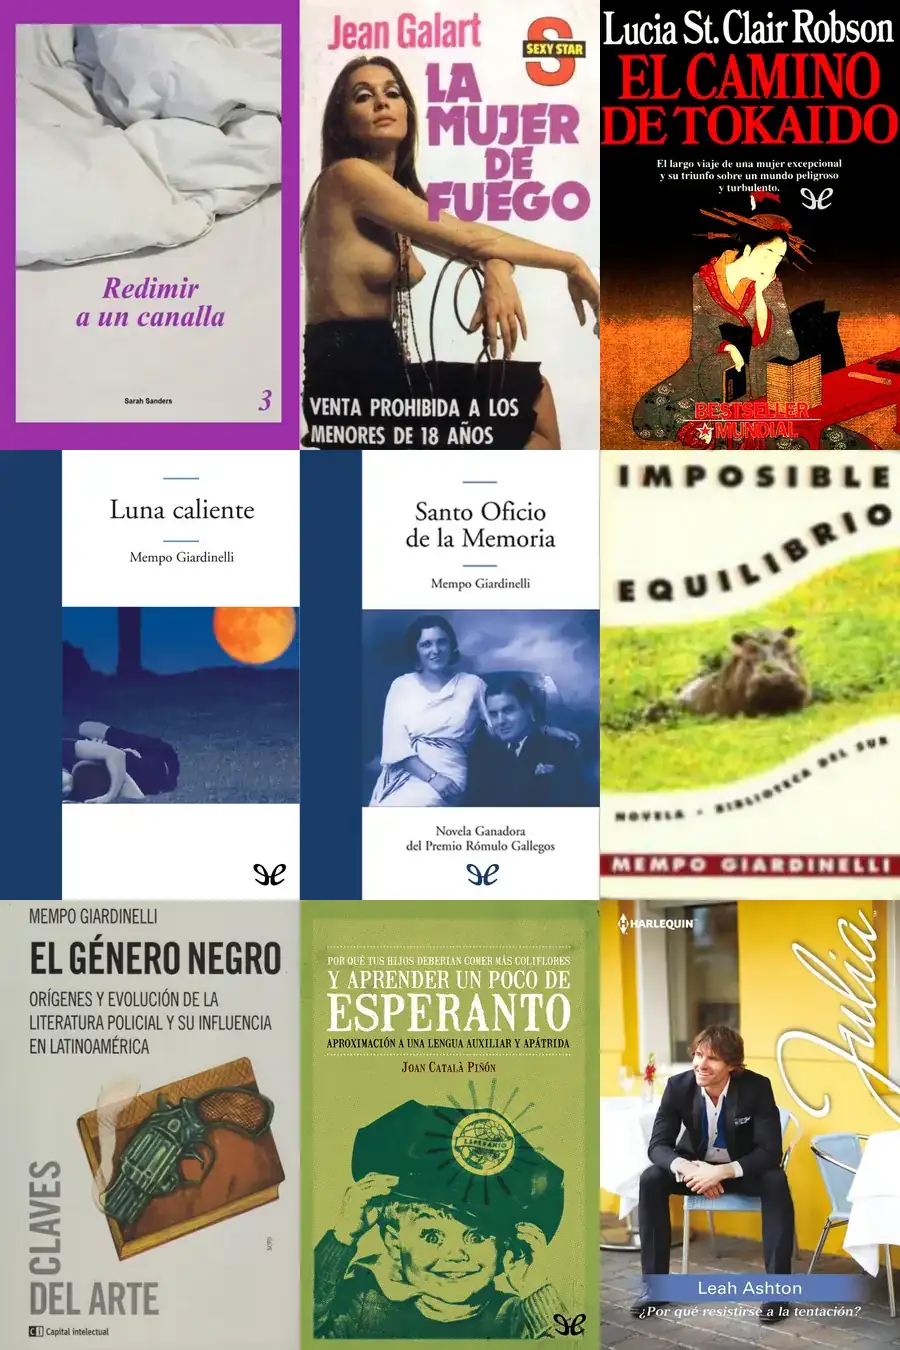 Redimir
a un canalla
Sarah Sanders
3
Jean Galart
S
SEXY STAR
LA
MUJER
DE
FUEGO
VENTA PROHIBIDA A LOS
MENORES DE 18 AÑOS
Lucia St. Clair Robson
EL CAMINO
DE TOKAIDO
El largo viaje de una mujer excepcional
y su triunfo sobre un mundo peligroso
y turbulento.
BESTSELLER
MUNDIAL
Luna caliente
Mempo Giardinelli
Santo Oficio
de la Memoria
Mempo Giardinelli
Novela Ganadora
del Premio Rómulo Gallegos
IMPOSIBLE
EQUILIBRIO
NOVELA - BIBLIOTECA DEL SUR
MEMPO GIARDINELLI
MEMPO GIARDINELLI
EL GÉNERO NEGRO
ORÍGENES Y EVOLUCIÓN DE LA
LITERATURA POLICIAL Y SU INFLUENCIA
EN LATINOAMÉRICA
CLAVES
DEL ARTE
Ci Capital intelectual
POR QUÉ TUS HIJOS DEBERÍAN COMER MÁS COLIFLORES
Y APRENDER UN POCO DE
ESPERANTO
APROXIMACIÓN A UNA LENGUA AUXILIAR Y APÁTRIDA
JOAN CATALÀ PIÑÓN
ESPERANTO
HARLEQUIN
Julia
Leah Ashton
¿Por qué resistirse a la tentación?